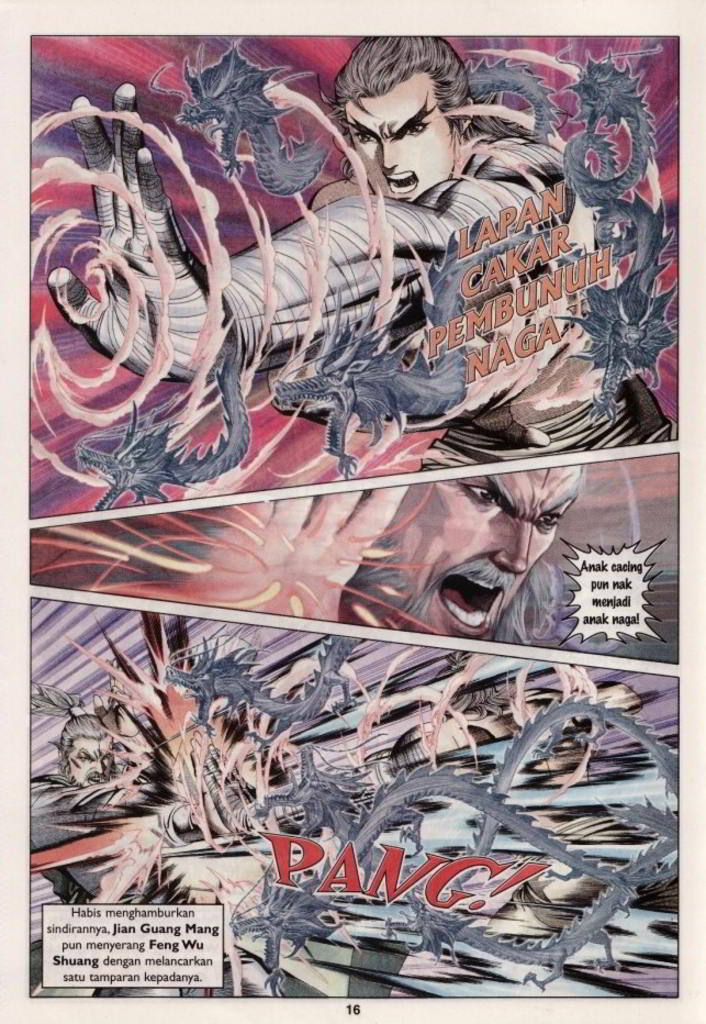 LAPAN
CAKAR
PEMBUNUH
NAGA
Anak cacing
pun nak
menjadi
anak naga!
PANG!
Habis menghamburkan
sindirannya, Jian Guang Mang
pun menyerang Feng Wu
Shuang dengan melancarkan
satu tamparan kepadanya.
16